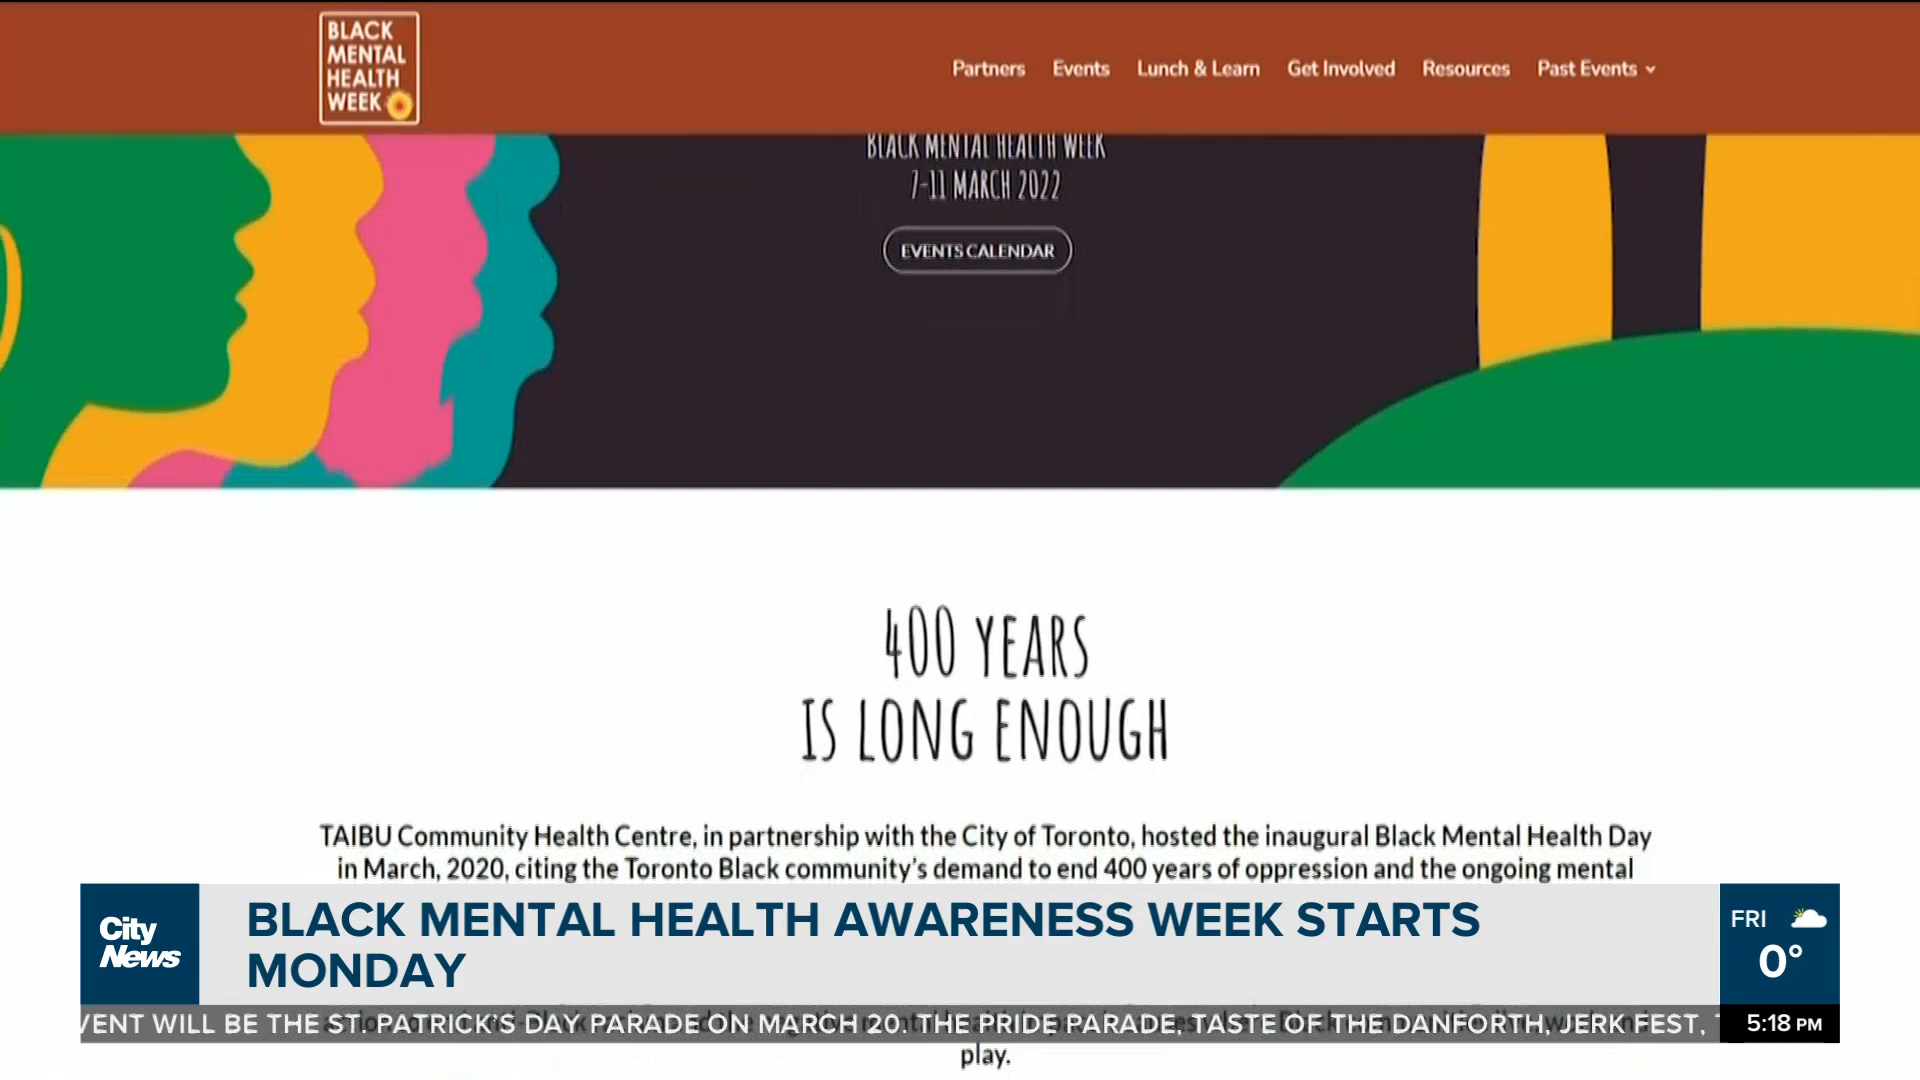 BLACK
MENTAL
HEALTH
WEEK
Partners Events Lunch & Learn Get Involved Resources Past Events
BLACK MENTAL HEALTH WEEK
7-11 MARCH 2022
EVENTS CALENDAR
400 YEARS
IS LONG ENOUGH
TAIBU Community Health Centre, in partnership with the City of Toronto, hosted the inaugural Black Mental Health Day
in March, 2020, citing the Toronto Black community's demand to end 400 years of oppression and the ongoing mental
City
News
BLACK MENTAL HEALTH AWARENESS WEEK STARTS
MONDAY
FRI
0°
VENT WILL BE THE ST. PATRICK'S DAY PARADE ON MARCH 20. THE PRIDE PARADE, TASTE OF THE DANFORTH, JERK FEST,
5:18 PM
play.